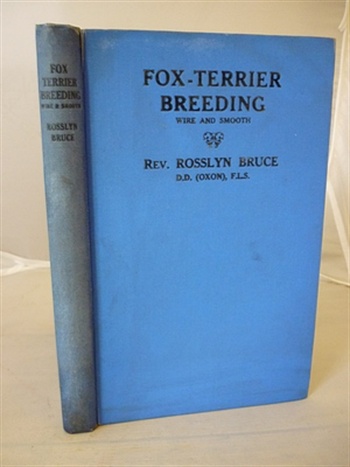 FOX
TERRIER
BREEDING
WIRE & SMOOTH
ROSSLYN
BRUCE
FOX-TERRIER
BREEDING
WIRE AND SMOOTH
REV. ROSSLYN BRUCE
D.D. (OXON), F.L.S.